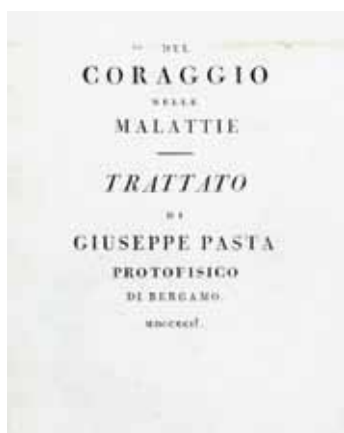 DEL
CORAGGIO
NELLE
MALATTIE
TRATTATO
DI
GIUSEPPE PASTA
PROTOFISICO
DI BERGAMO.